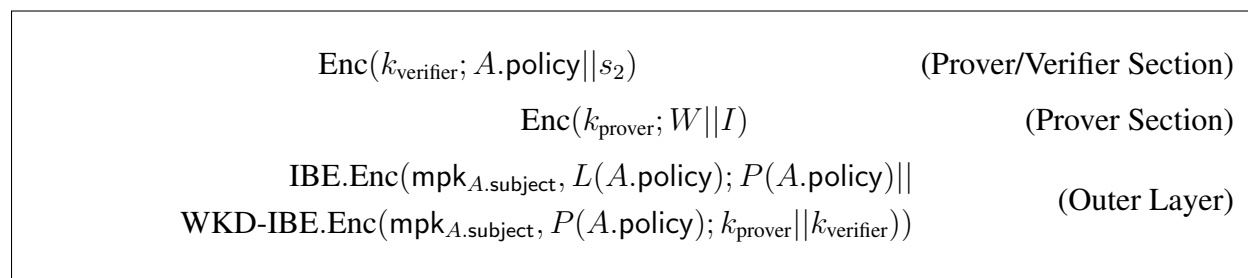 Enc(k_verifier; A.policy||s_2) (Prover/Verifier Section)
Enc(k_prover; W||I) (Prover Section)
IBE.Enc(mpk_A.subject, L(A.policy); P(A.policy)||
WKD-IBE.Enc(mpk_A.subject, P(A.policy); k_prover||k_verifier))
(Outer Layer)